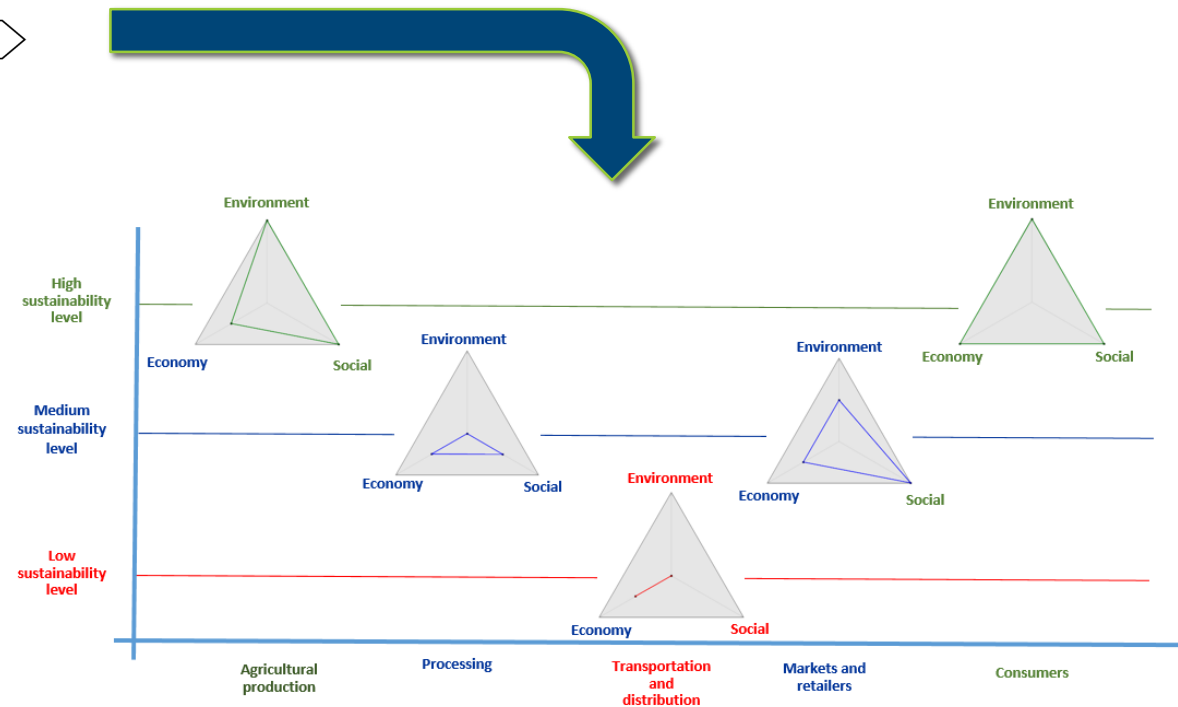 Environment
Environment
High
sustainability
level
Economy
Social
Economy
Social
Environment
Environment
Medium
sustainability
level
Economy
Social
Economy
Social
Environment
Low
sustainability
level
Economy
Social
Agricultural
production
Processing
Transportation
and
distribution
Markets and
retailers
Consumers